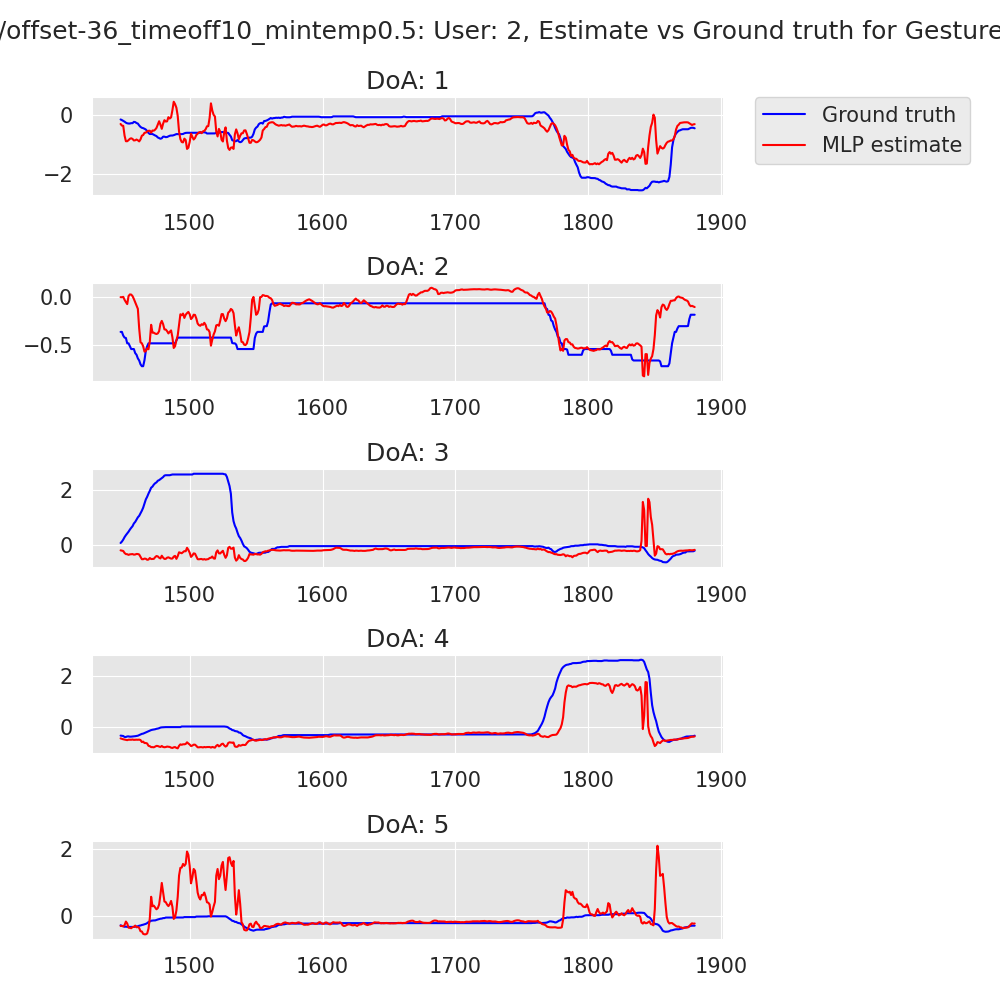 /offset-36_timeoff10_mintemp0.5: User: 2, Estimate vs Ground truth for Gesture
DoA: 1
Ground truth
MLP estimate
0
−2
1500 1600 1700 1800 1900
DoA: 2
0.0
−0.5
1500 1600 1700 1800 1900
DoA: 3
2
0
1500 1600 1700 1800 1900
DoA: 4
2
0
1500 1600 1700 1800 1900
DoA: 5
2
0
1500 1600 1700 1800 1900